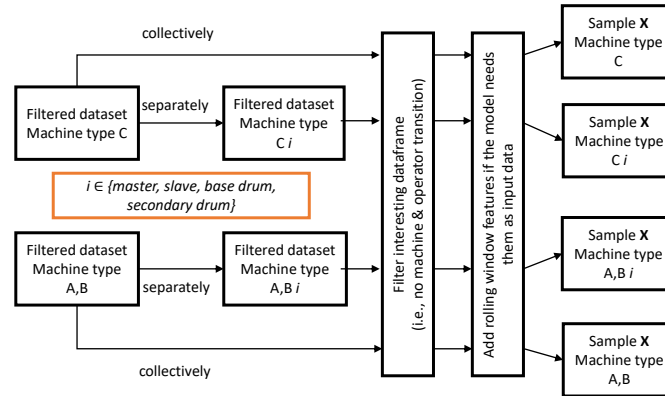 collectively
Filtered dataset
Machine type C
separately
Filtered dataset
Machine type
C i
i ∈ {master, slave, base drum,
secondary drum}
Filtered dataset
Machine type
A,B
separately
Filtered dataset
Machine type
A,B i
collectively
Filter interesting dataframe
(i.e., no machine & operator transition)
Add rolling window features if the model needs
them as input data
Sample X
Machine type
C
Sample X
Machine type
C i
Sample X
Machine type
A,B i
Sample X
Machine type
A,B